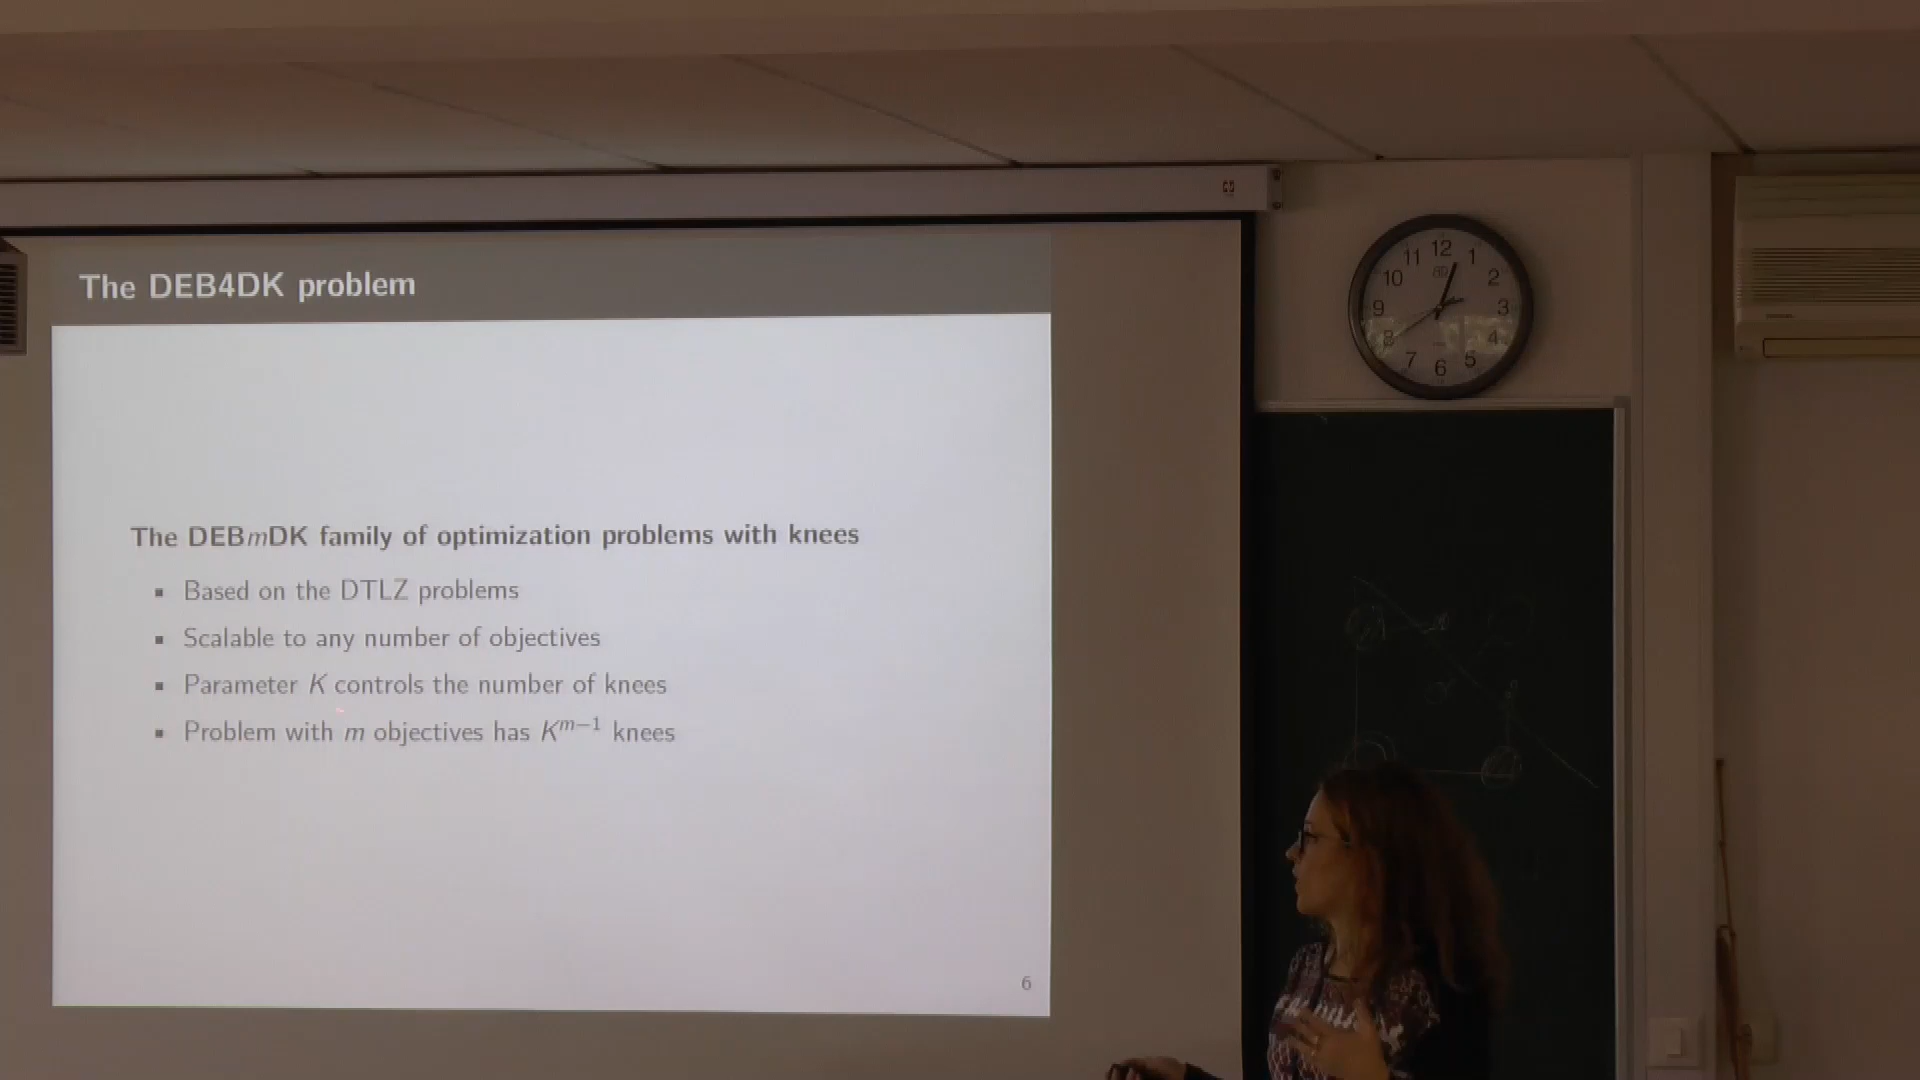 The DEB4DK problem
The DEBmDK family of optimization problems with knees
▪ Based on the DTLZ problems
▪ Scalable to any number of objectives
▪ Parameter K controls the number of knees
▪ Problem with m objectives has K^{m−1} knees
6
12
11 1
10 2
9 3
8 4
7 5
6